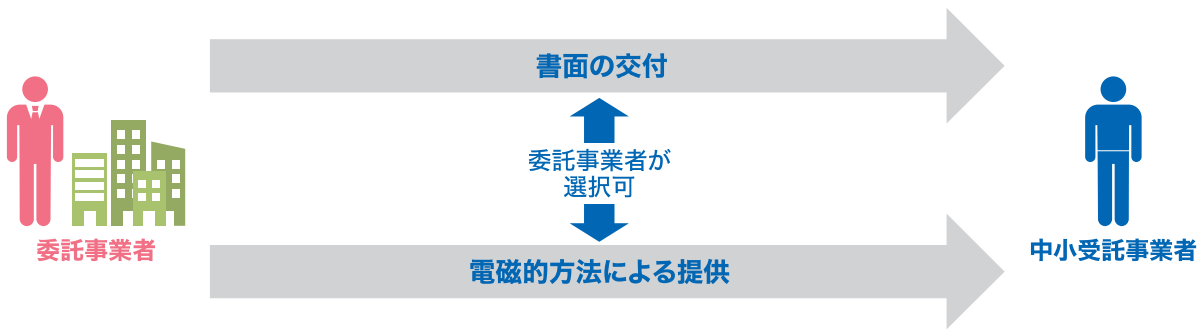 書面の交付
委託事業者が
選択可
委託事業者
中小受託事業者
電磁的方法による提供